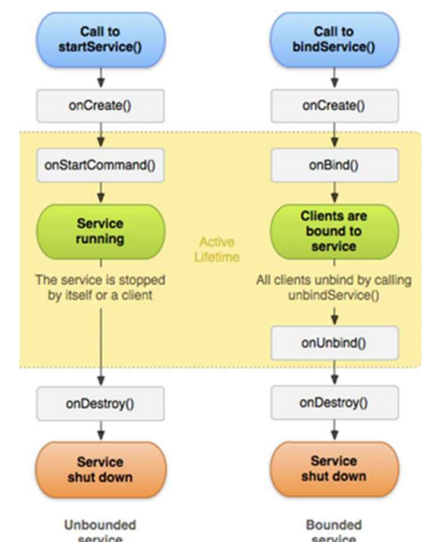 Call to
startService()
onCreate()
onStartCommand()
Service
running
The service is stopped
by itself or a client
onDestroy()
Service
shut down
Unbounded
service
Active
Lifetime
Call to
bindService()
onCreate()
onBind()
Clients are
bound to
service
All clients unbind by calling
unbindService()
onUnbind()
onDestroy()
Service
shut down
Bounded
service